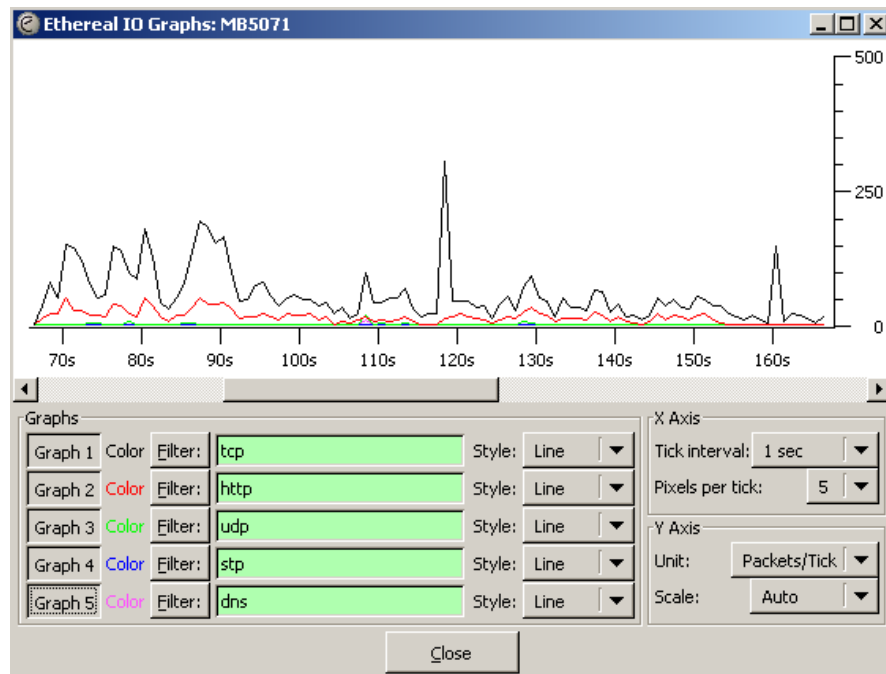 Ethereal IO Graphs: MB5071
500
250
0
70s 80s 90s 100s 110s 120s 130s 140s 150s 160s
Graphs
Graph 1 Color Filter: tcp Style: Line
Graph 2 Color Filter: http Style: Line
Graph 3 Color Filter: udp Style: Line
Graph 4 Color Filter: stp Style: Line
Graph 5 Color Filter: dns Style: Line
X Axis
Tick interval: 1 sec
Pixels per tick: 5
Y Axis
Unit: Packets/Tick
Scale: Auto
Close